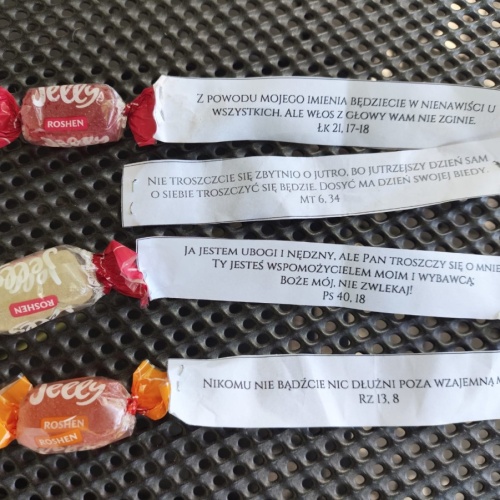 Jelly
ROSHEN
Z POWODU MOJEGO IMIENIA BĘDZIECIE W NIENAWIŚCI U
WSZYSTKICH. ALE WŁOS Z GŁOWY WAM NIE ZGINIE.
ŁK 21, 17-18
NIE TROSZCZCIE SIĘ ZBYTNIO O JUTRO, BO JUTRZEJSZY DZIEŃ SAM
O SIEBIE TROSZCZYĆ SIĘ BĘDZIE. DOSYĆ MA DZIEŃ SWOJEJ BIEDY.
MT 6, 34
Jelly
ROSHEN
JA JESTEM UBOGI I NĘDZNY, ALE PAN TROSZCZY SIĘ O MNIE
TY JESTEŚ WSPOMOŻYCIELEM MOIM I WYBAWCĄ;
BOŻE MÓJ, NIE ZWLEKAJ!
PS 40, 18
Jelly
ROSHEN
ROSHEN
NIKOMU NIE BĄDŹCIE NIC DŁUŻNI POZA WZAJEMNĄ
RZ 13, 8